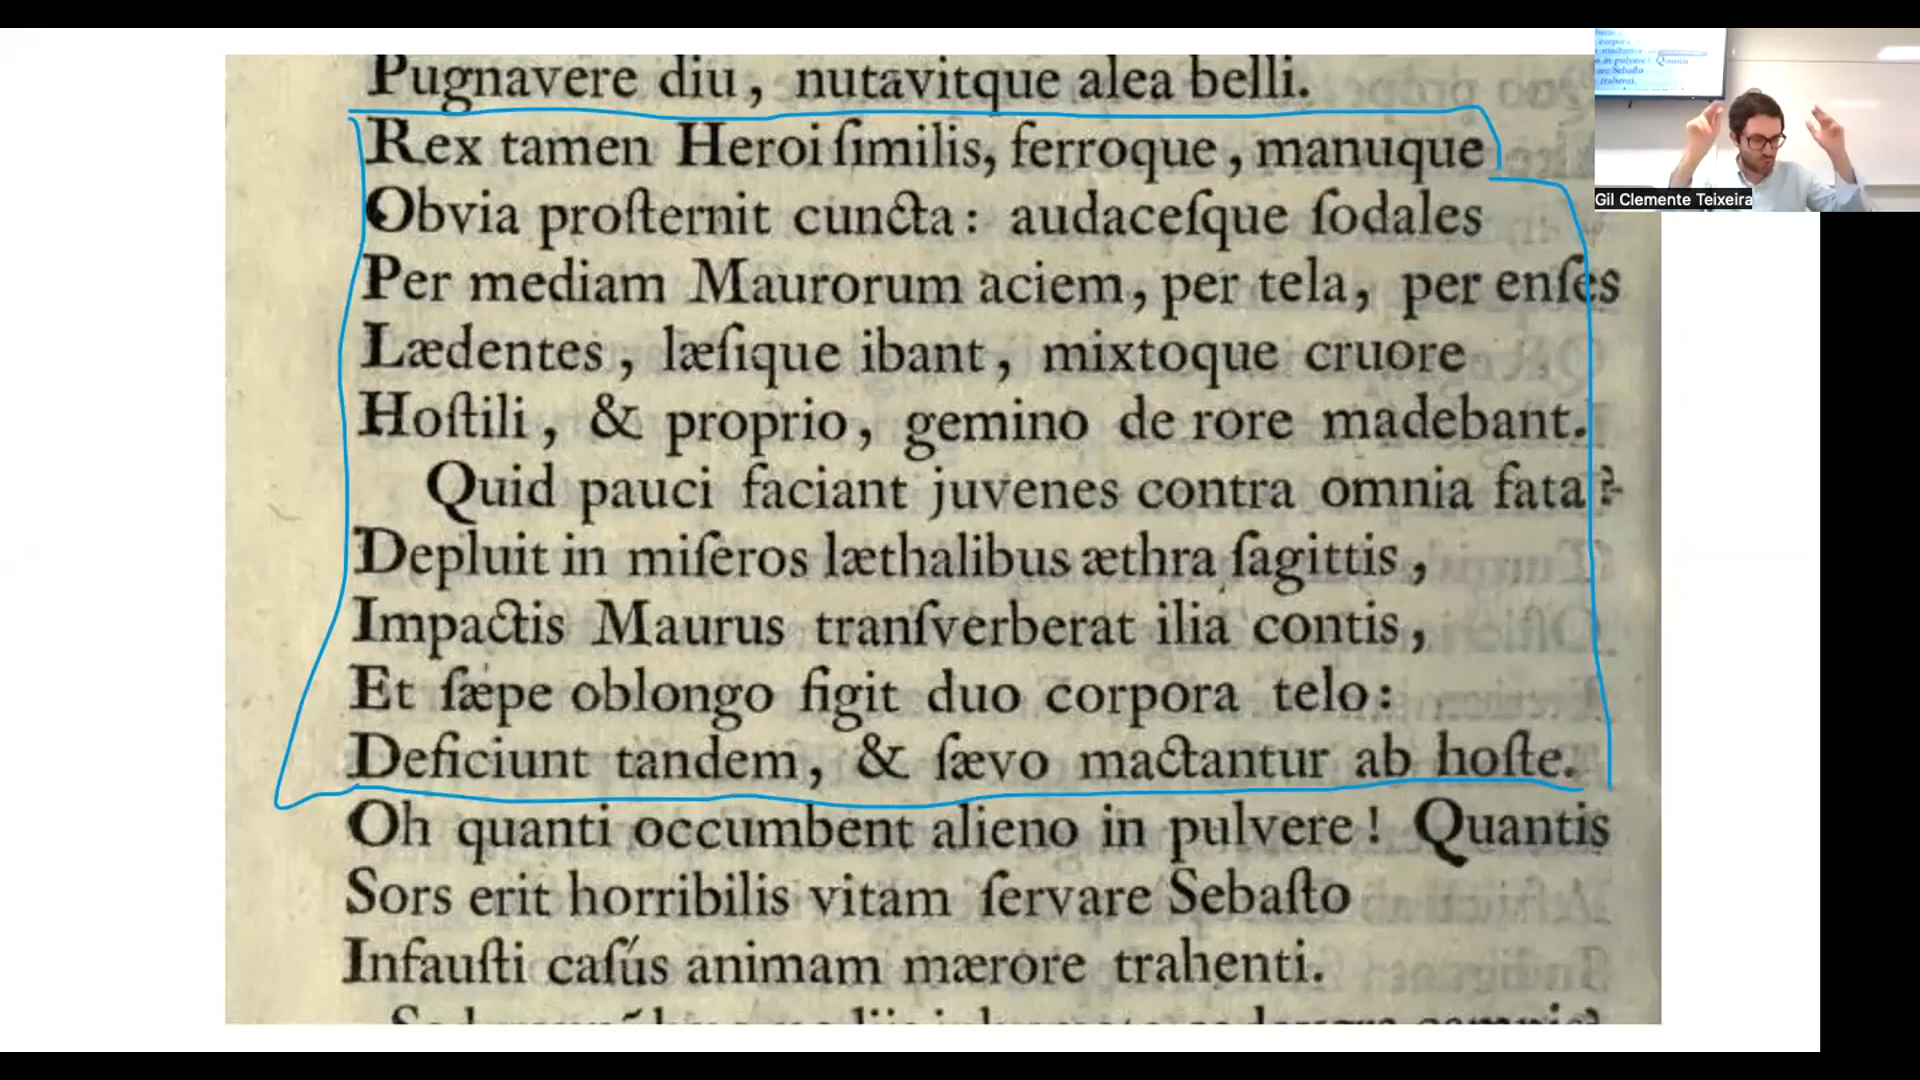 Pugnavere diu, nutavitque alea belli.
Rex tamen Heroi ſimilis, ferroque, manuque
Obvia proſternit cuncta: audaceſque ſodales
Per mediam Maurorum aciem, per tela, per enſes
Lædentes, læſique ibant, mixtoque cruore
Hoſtili, & proprio, gemino de rore madebant.
Quid pauci faciant juvenes contra omnia fata?
Depluit in miſeros læthalibus æthra ſagittis,
Impactis Maurus tranſverberat ilia contis,
Et ſæpe oblongo figit duo corpora telo:
Deficiunt tandem, & ſævo mactantur ab hoſte.
Oh quanti occumbent alieno in pulvere! Quantis
Sors erit horribilis vitam ſervare Sebaſto
Infauſti caſús animam mærore trahenti.
Gil Clemente Teixeira